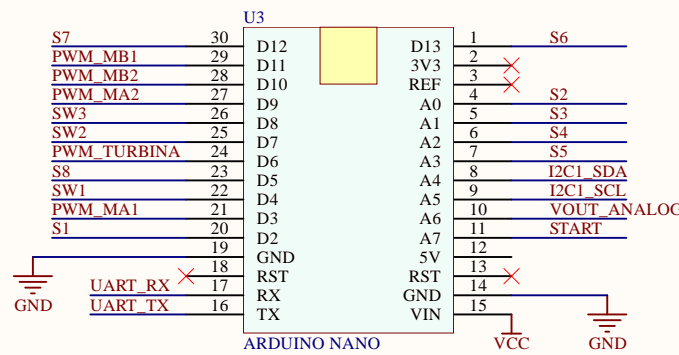 U3
S7 30 D12 D13 1 S6
PWM_MB1 29 D11 3V3 2
PWM_MB2 28 D10 REF 3
PWM_MA2 27 D9 A0 4 S2
SW3 26 D8 A1 5 S3
SW2 25 D7 A2 6 S4
PWM_TURBINA 24 D6 A3 7 S5
S8 23 D5 A4 8 I2C1_SDA
SW1 22 D4 A5 9 I2C1_SCL
PWM_MA1 21 D3 A6 10 VOUT_ANALOG
S1 20 D2 A7 11 START
19 GND 5V 12
18 RST RST 13
UART_RX 17 RX GND 14
UART_TX 16 TX VIN 15
GND VCC GND
ARDUINO NANO